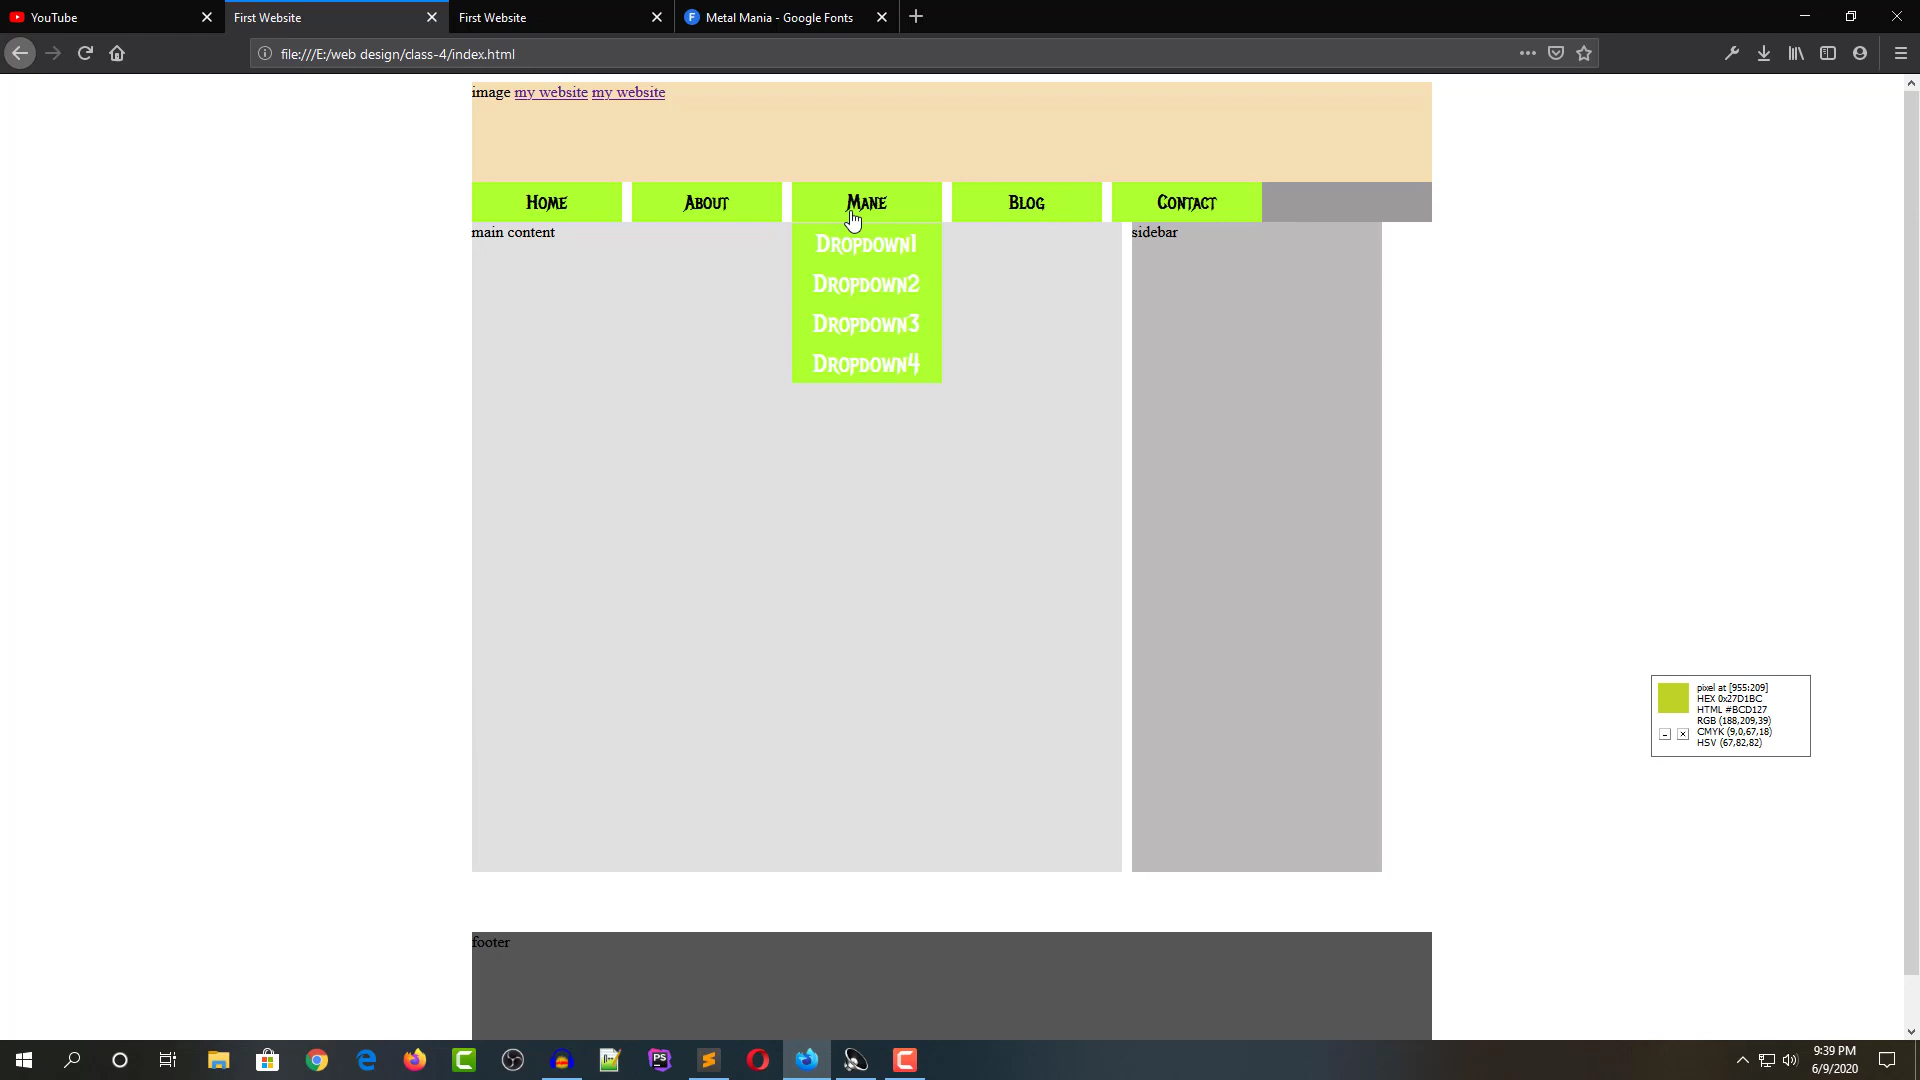 YouTube
First Website
First Website
Metal Mania - Google Fonts
file:///E:/web design/class-4/index.html
image my website my website
Home
About
Mane
Blog
Contact
main content
sidebar
Dropdown1
Dropdown2
Dropdown3
Dropdown4
pixel at [955:209]
HEX 0x27D1BC
HTML #BCD127
RGB (188,209,39)
CMYK (9,0,67,18)
HSV (67,82,82)
footer
9:39 PM
6/9/2020